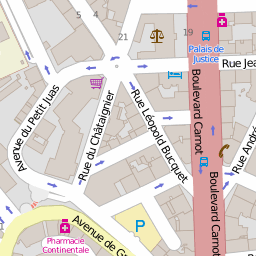 5
4
21
19
Palais de
Justice
Rue Jea
Avenue du Petit Juas
Rue du Châtaignier
Rue Léopold Bucquet
Boulevard Carnot
Rue André
Boulevard Carnot
Avenue de G
P
Pharmacie
Continentale